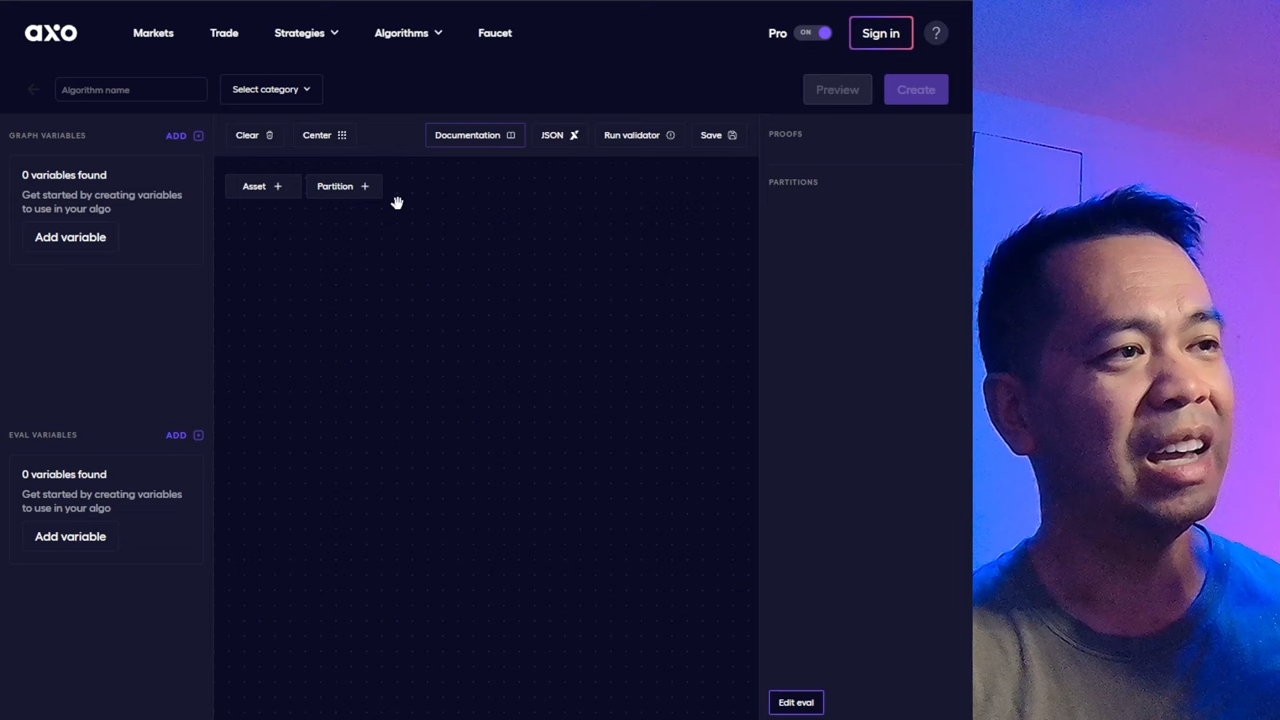 axo
Markets
Trade
Strategies
Algorithms
Faucet
Pro
ON
Sign in
?
Algorithm name
Select category
Preview
Create
GRAPH VARIABLES
ADD
0 variables found
Get started by creating variables
to use in your algo
Add variable
EVAL VARIABLES
ADD
0 variables found
Get started by creating variables
to use in your algo
Add variable
Clear
Center
Documentation
JSON
Run validator
Save
Asset +
Partition +
PROOFS
PARTITIONS
Edit eval